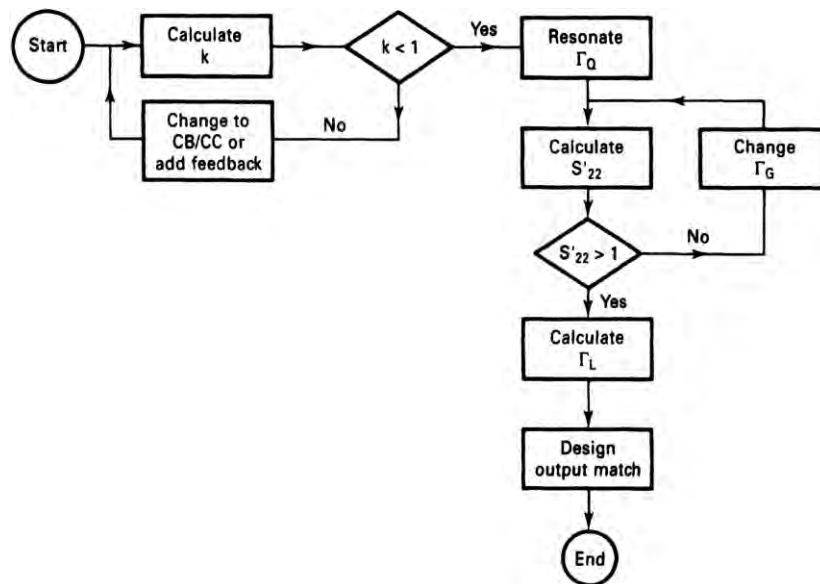 Start
Calculate
k
k < 1
Yes
Resonate
Γ_Q
No
Change to
CB/CC or
add feedback
Calculate
S'₂₂
Change
Γ_G
S'₂₂ > 1
No
Yes
Calculate
Γ_L
Design
output match
End